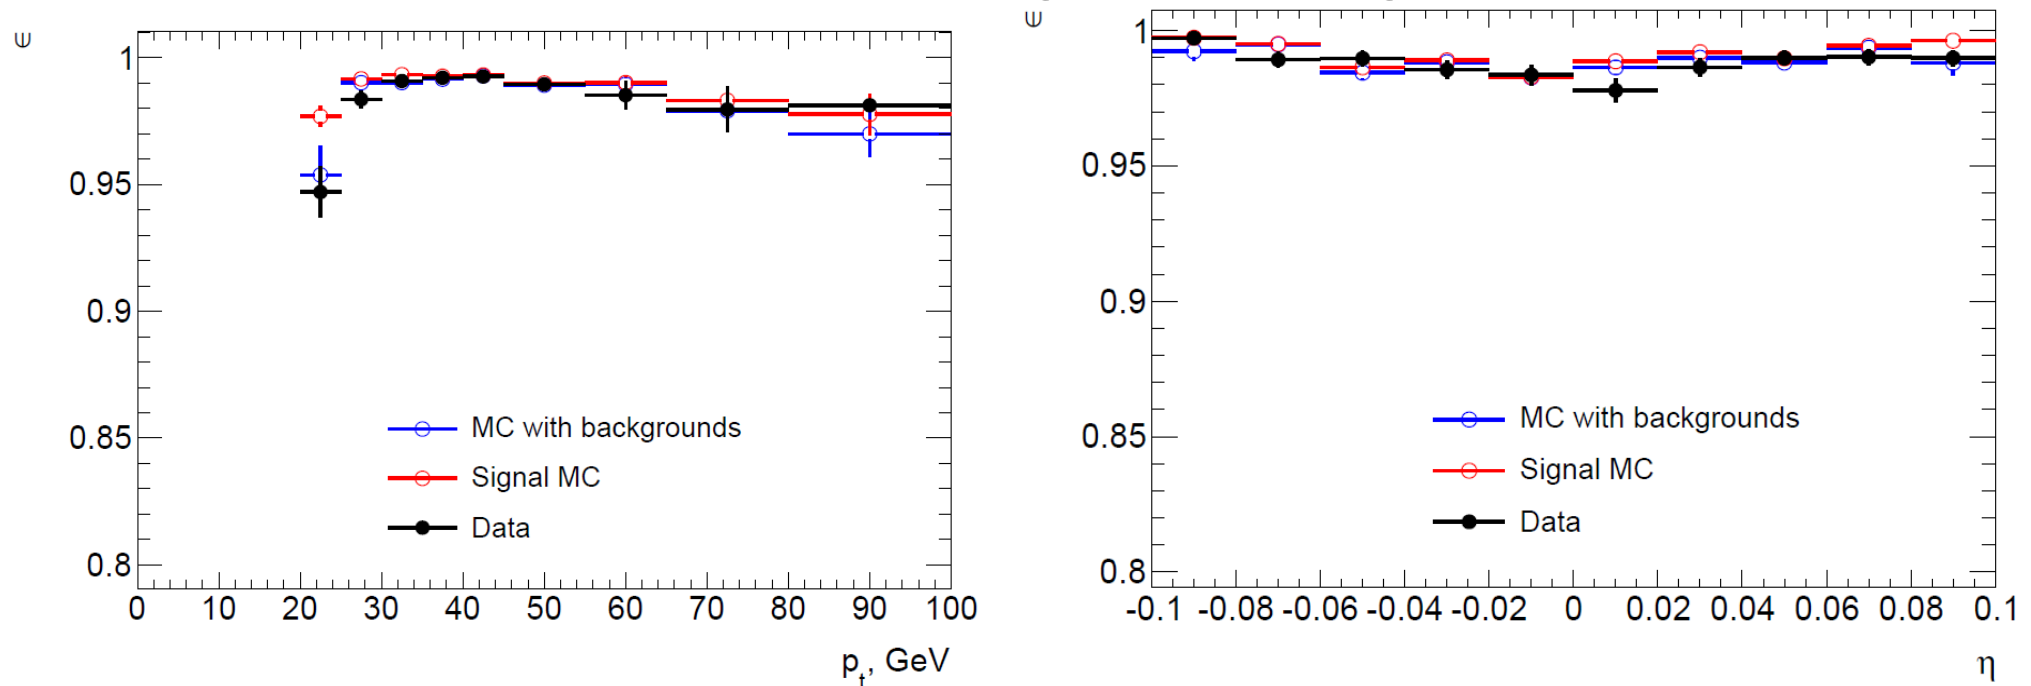 ∈
1
0.95
0.9
0.85
0.8
MC with backgrounds
Signal MC
Data
0 10 20 30 40 50 60 70 80 90 100
p_t, GeV
∈
1
0.95
0.9
0.85
0.8
MC with backgrounds
Signal MC
Data
-0.1 -0.08 -0.06 -0.04 -0.02 0 0.02 0.04 0.06 0.08 0.1
η